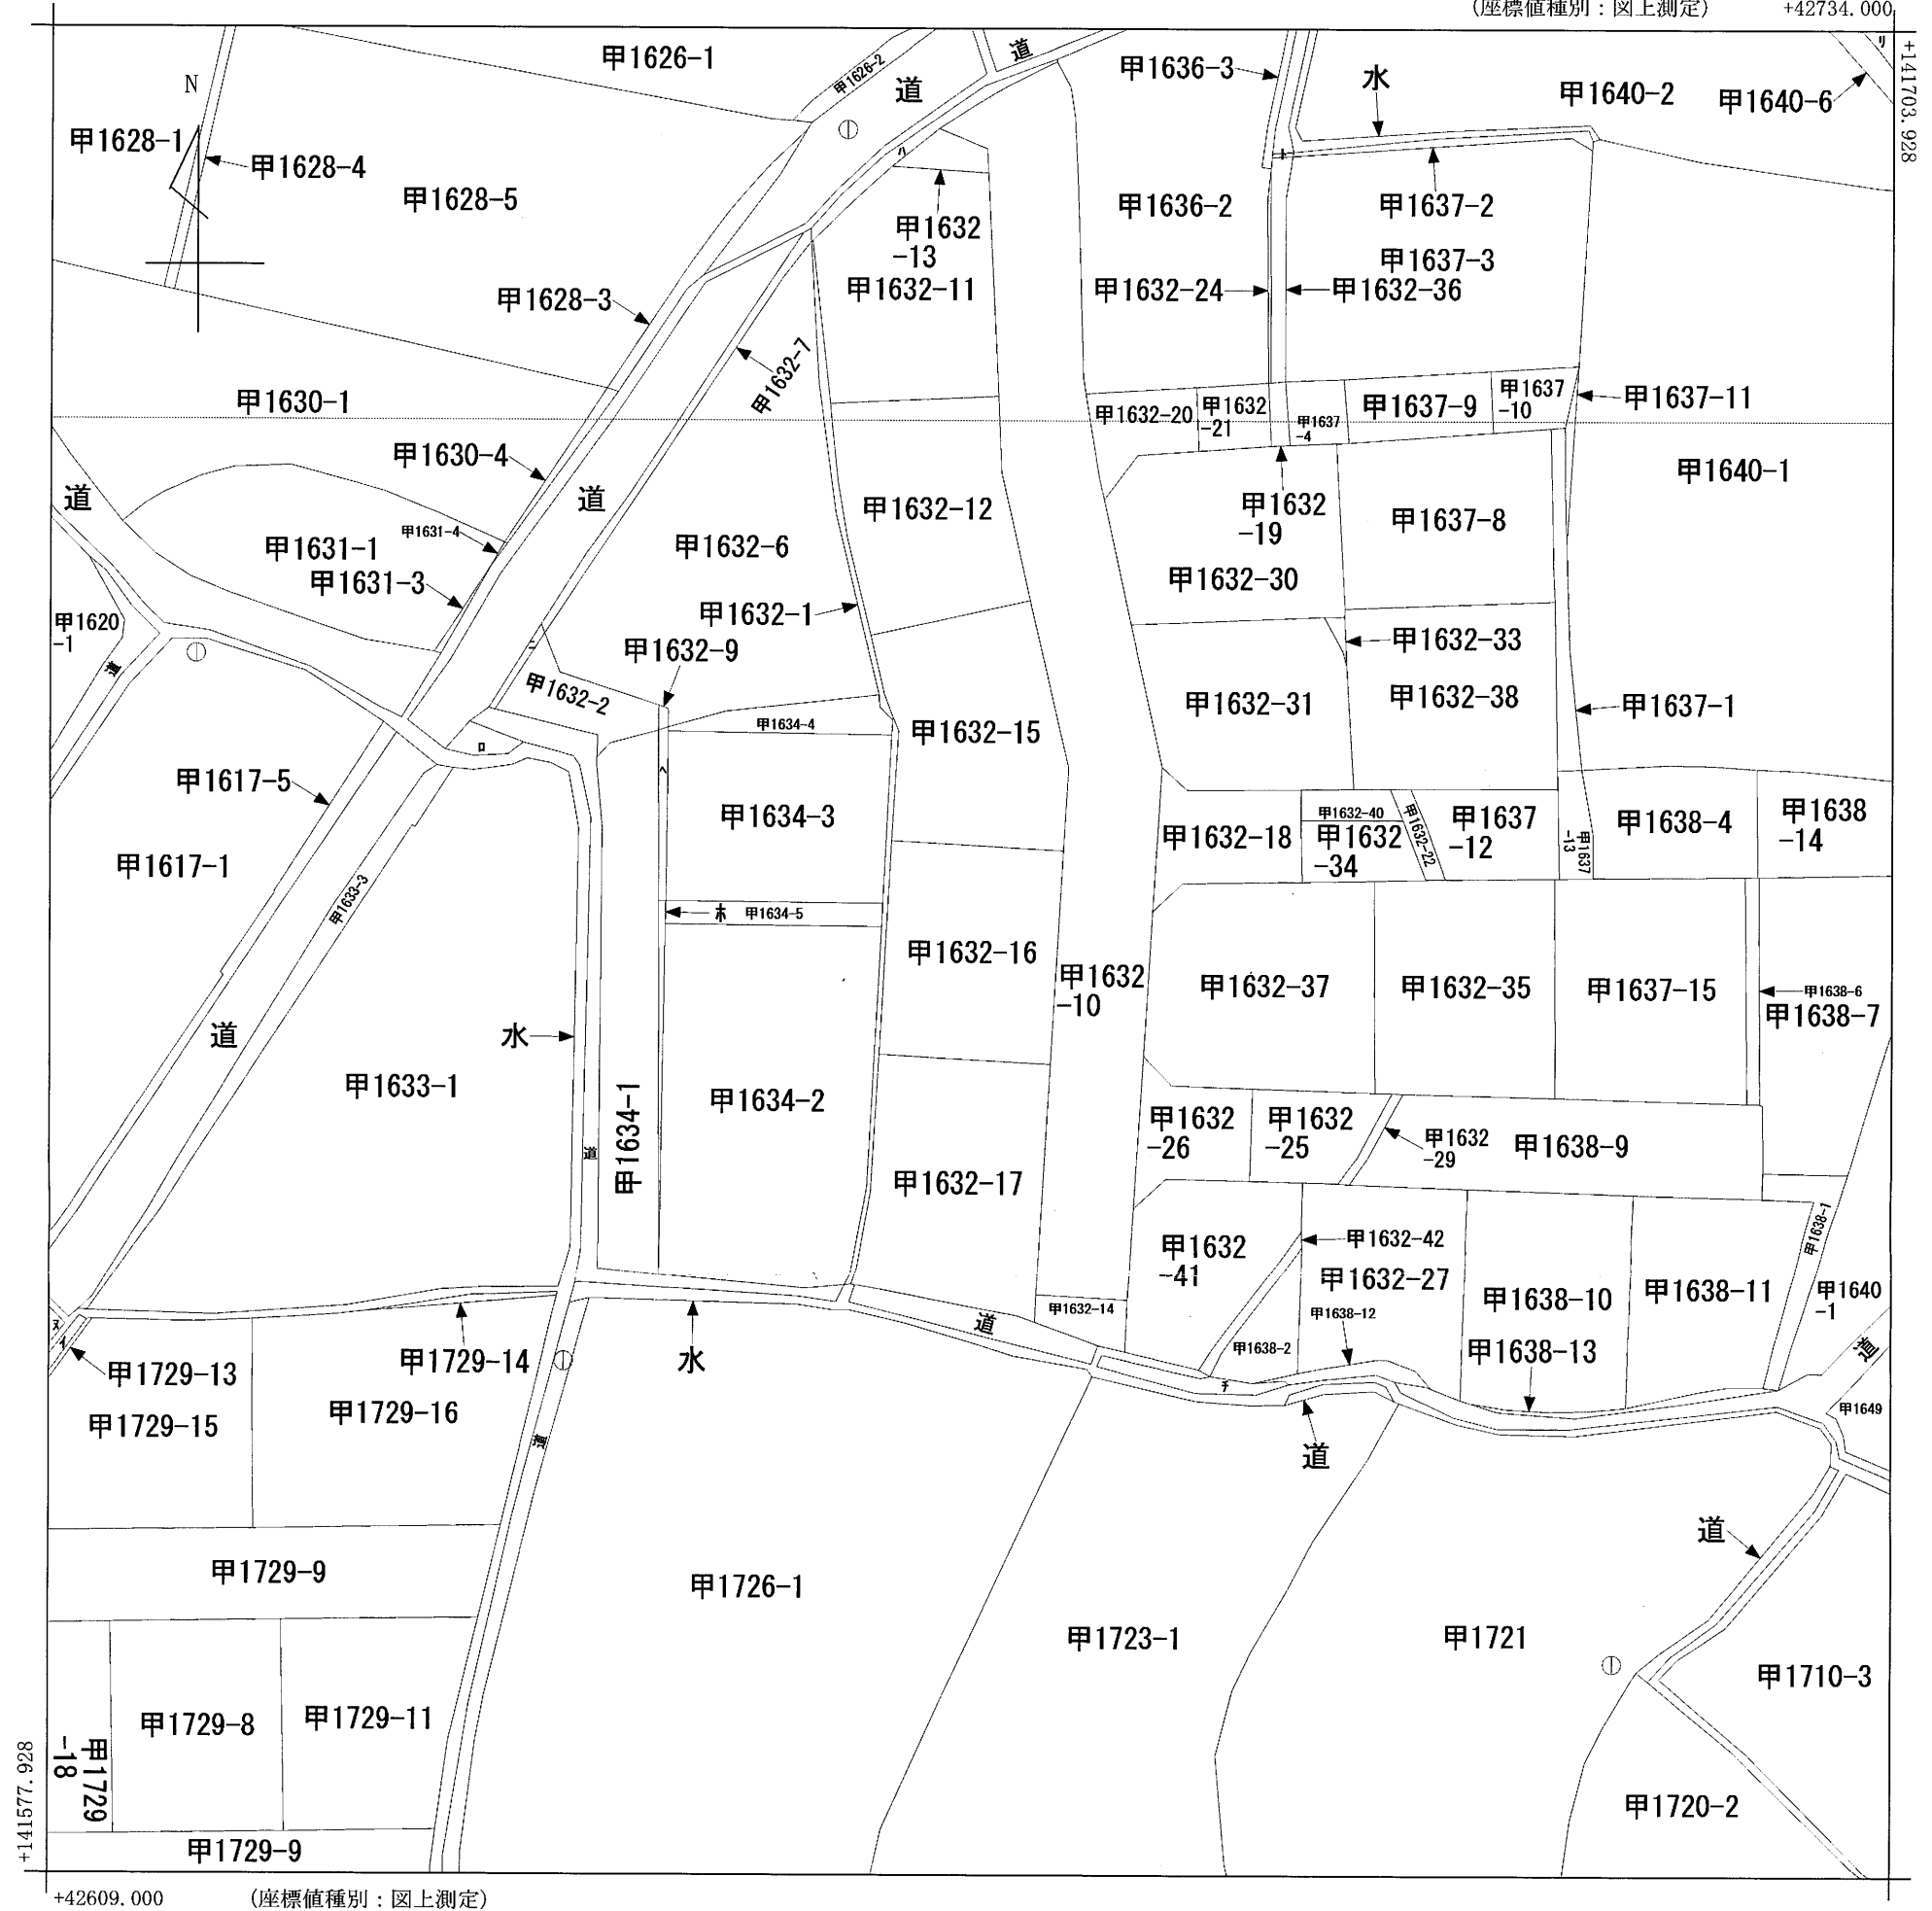 (座標値種別：図上測定)
+42734.000
+141703.928
リ
N
甲1626-1
甲1626-2
道
道
甲1636-3
水
甲1640-2
甲1640-6
甲1628-1
甲1628-4
甲1628-5
ハ
ト
甲1632
-13
甲1636-2
甲1637-2
甲1637-3
甲1628-3
甲1632-11
甲1632-24
甲1632-36
甲1632-7
甲1630-1
甲1632-20
甲1632
-21
甲1637
-4
甲1637-9
甲1637
-10
甲1637-11
甲1630-4
道
道
甲1640-1
甲1632-12
甲1632
-19
甲1637-8
甲1631-4
甲1631-1
甲1631-3
甲1632-6
甲1632-30
甲1632-1
甲1620
-1
道
ニ
甲1632-9
甲1632-33
甲1632-2
甲1632-31
甲1632-38
甲1637-1
甲1634-4
甲1632-15
ロ
ヘ
甲1617-5
甲1634-3
甲1632-18
甲1632-40
甲1632
-34
甲1632-22
甲1637
-12
甲1637
-13
甲1638-4
甲1638
-14
甲1617-1
甲1633-3
ホ
甲1634-5
甲1632-16
甲1632
-10
甲1632-37
甲1632-35
甲1637-15
甲1638-6
甲1638-7
道
水
甲1633-1
甲1634-1
甲1634-2
道
甲1632
-26
甲1632
-25
甲1632
-29
甲1638-9
甲1632-17
甲1638-1
甲1632
-41
甲1632-42
甲1632-27
甲1638-10
甲1638-11
甲1640
-1
甲1632-14
道
甲1638-12
甲1638-2
甲1638-13
道
ヌ
イ
甲1729-13
甲1729-14
水
チ
甲1729-15
甲1729-16
道
道
甲1649
道
甲1729-9
甲1726-1
甲1723-1
甲1721
甲1710-3
甲1729
-18
甲1729-8
甲1729-11
甲1720-2
甲1729-9
+141577.928
+42609.000
(座標値種別：図上測定)